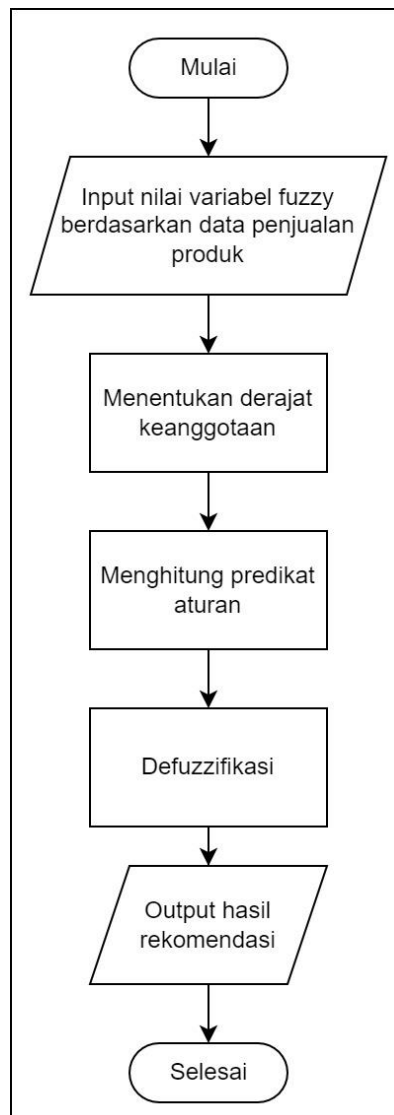 Mulai
Input nilai variabel fuzzy
berdasarkan data penjualan
produk
Menentukan derajat
keanggotaan
Menghitung predikat
aturan
Defuzzifikasi
Output hasil
rekomendasi
Selesai